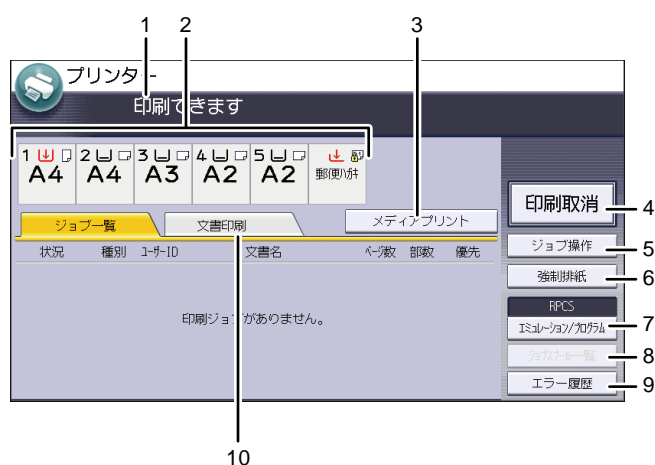 1 2 3
プリンター
印刷できます
1 2 3 4 5
A4 A4 A3 A2 A2 郵便ﾊｶﾞｷ
メディアプリント
印刷取消 4
ジョブ一覧 文書印刷
ジョブ操作 5
状況 種別 ﾕｰｻﾞｰID 文書名 ﾍﾟｰｼﾞ数 部数 優先
強制排紙 6
印刷ジョブがありません。
RPCS
ｴﾐｭﾚｰｼｮﾝ/ﾌﾟﾛｸﾞﾗﾑ 7
ｼﾞｮﾌﾞｽﾌﾟｰﾙ一覧 8
エラー履歴 9
10